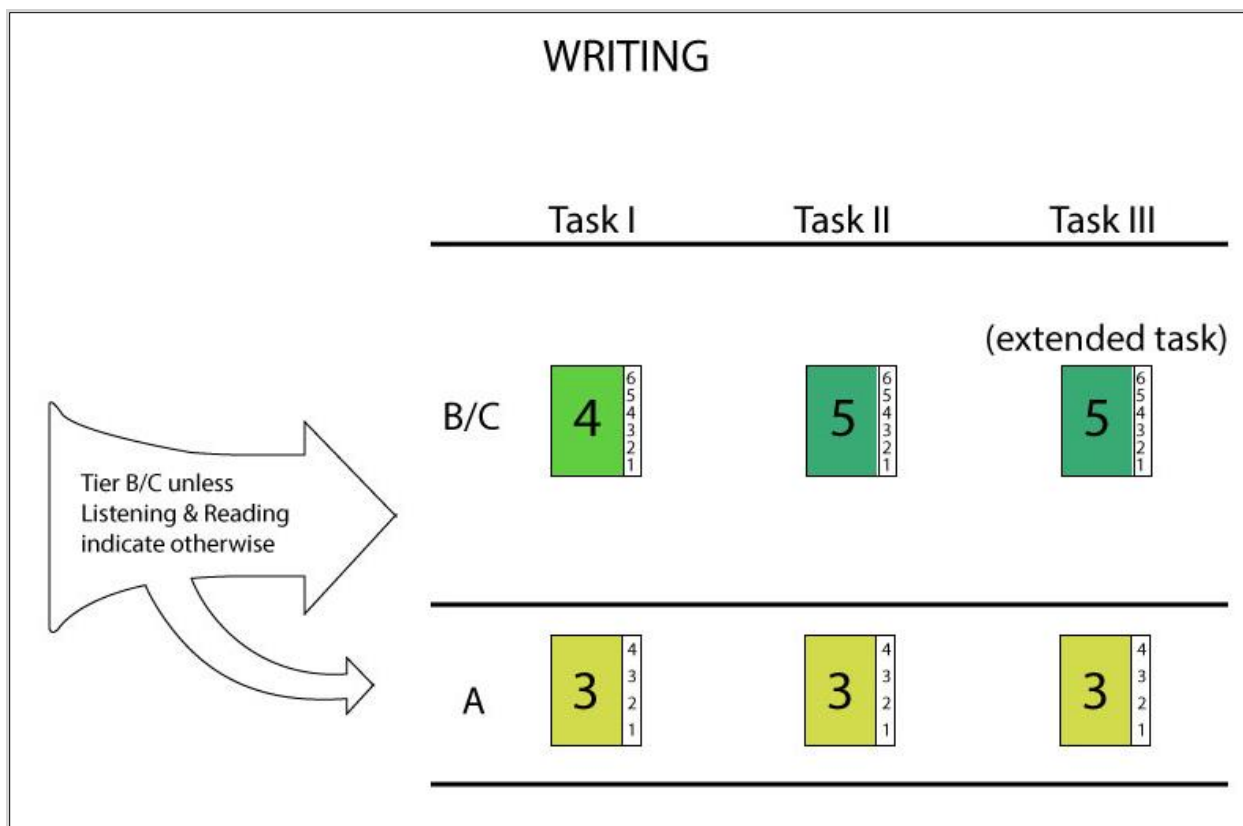 WRITING
Task I Task II Task III
(extended task)
B/C 4 6 5 4 3 2 1 5 6 5 4 3 2 1 5 6 5 4 3 2 1
Tier B/C unless
Listening & Reading
indicate otherwise
A 3 4 3 2 1 3 4 3 2 1 3 4 3 2 1